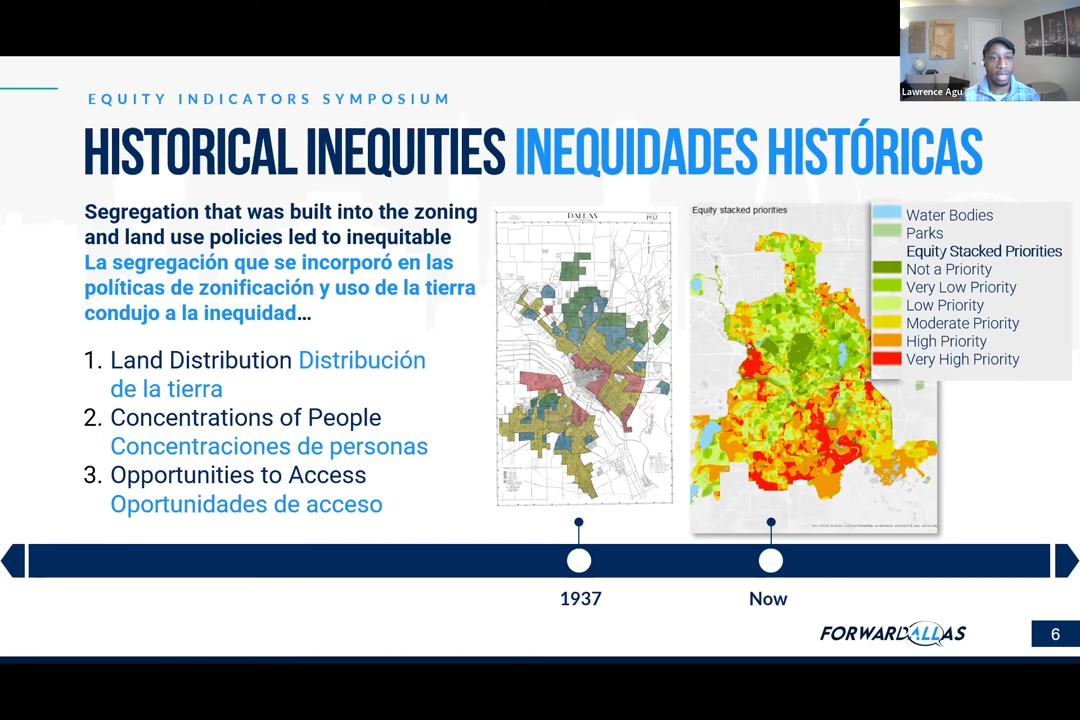 Lawrence Agu
EQUITY INDICATORS SYMPOSIUM
HISTORICAL INEQUITIES INEQUIDADES HISTÓRICAS
Segregation that was built into the zoning
and land use policies led to inequitable
La segregación que se incorporó en las
políticas de zonificación y uso de la tierra
condujo a la inequidad...
1. Land Distribution Distribución
de la tierra
2. Concentrations of People
Concentraciones de personas
3. Opportunities to Access
Oportunidades de acceso
DALLAS
1937
Equity stacked priorities
Water Bodies
Parks
Equity Stacked Priorities
Not a Priority
Very Low Priority
Low Priority
Moderate Priority
High Priority
Very High Priority
1937
Now
FORWARDALLAS
6